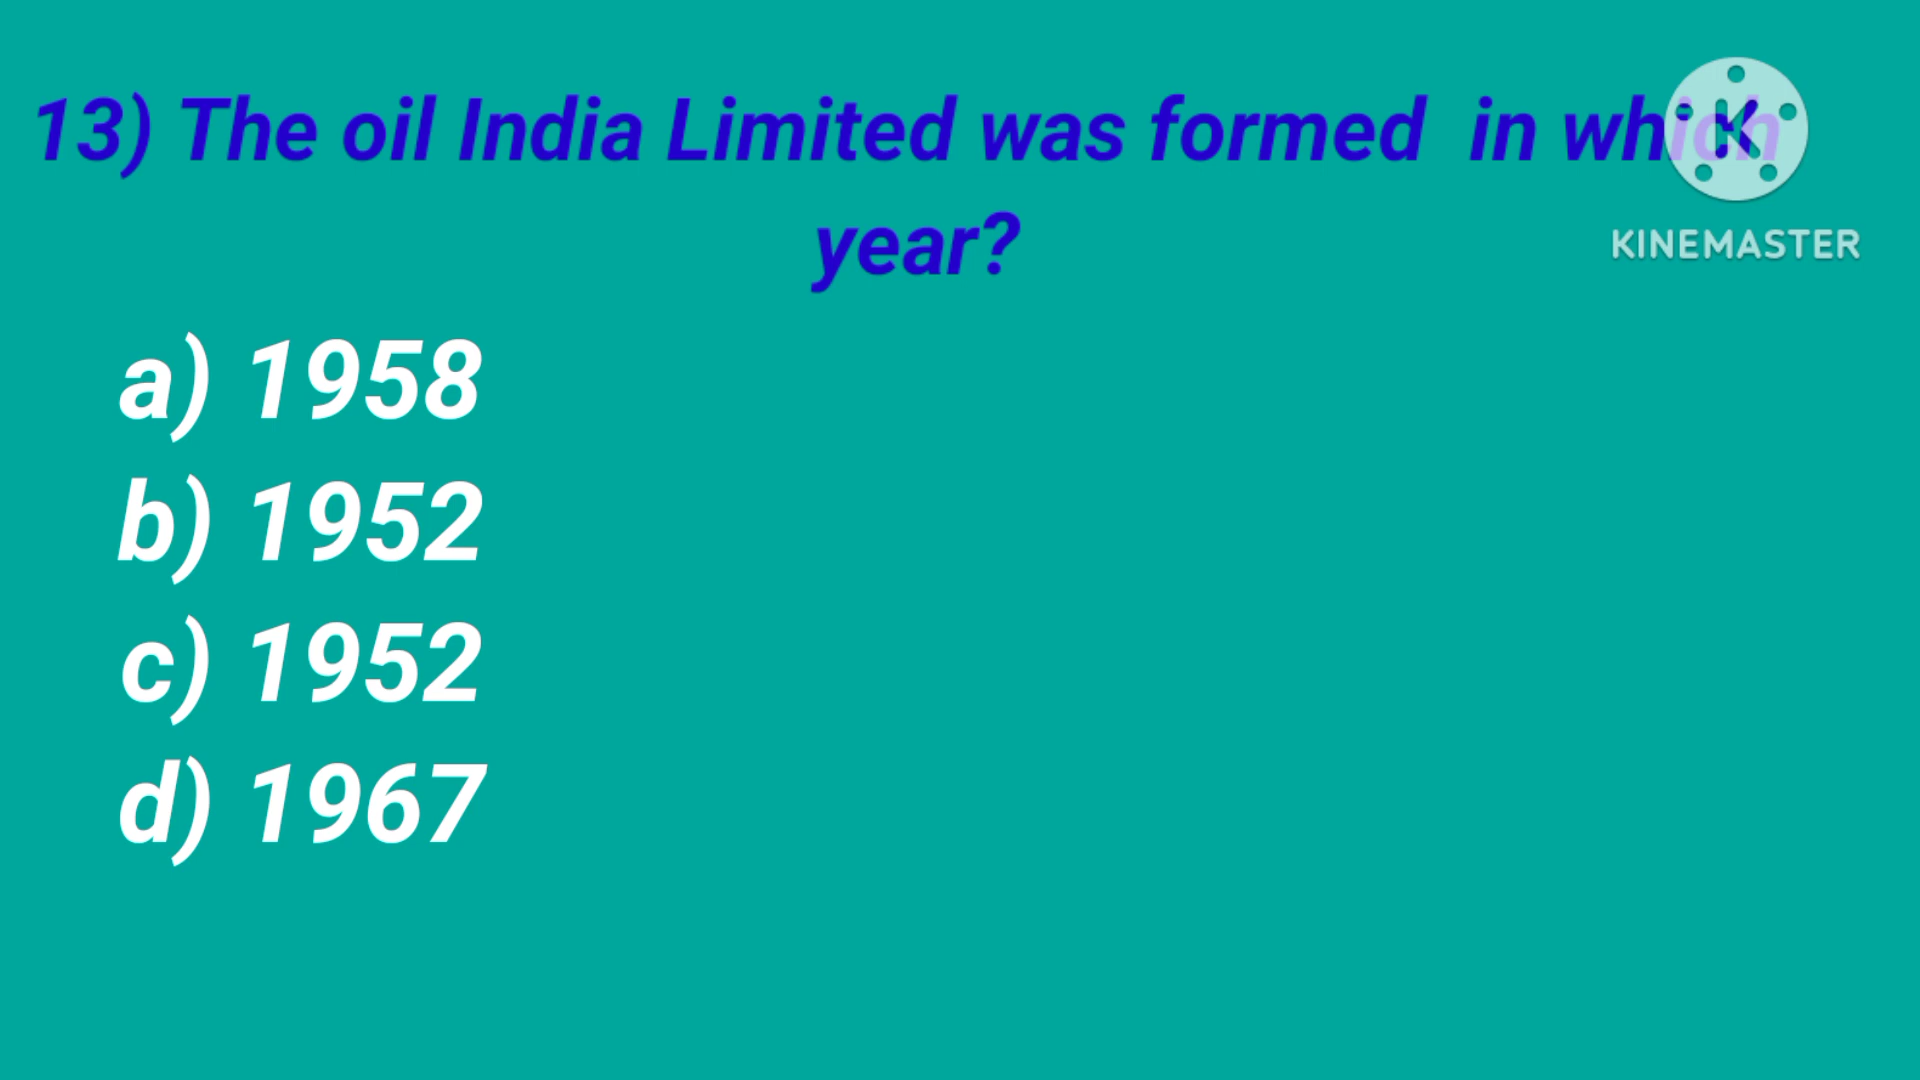 13) The oil India Limited was formed in which
KINEMASTER
year?
a) 1958
b) 1952
c) 1952
d) 1967